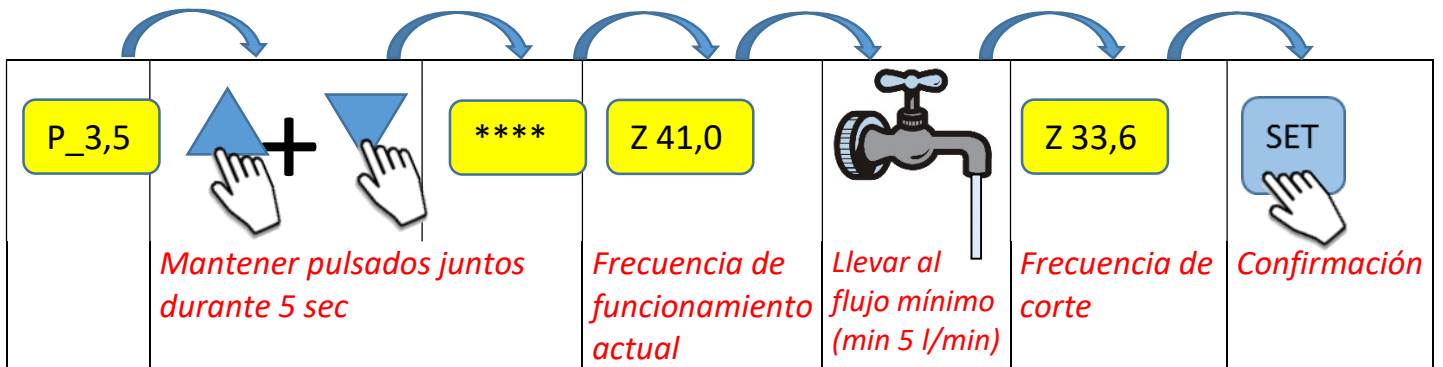 P_3,5
+
****
Z 41,0
Z 33,6
SET
Mantener pulsados juntos
durante 5 sec
Frecuencia de
funcionamiento
actual
Llevar al
flujo mínimo
(min 5 l/min)
Frecuencia de
corte
Confirmación